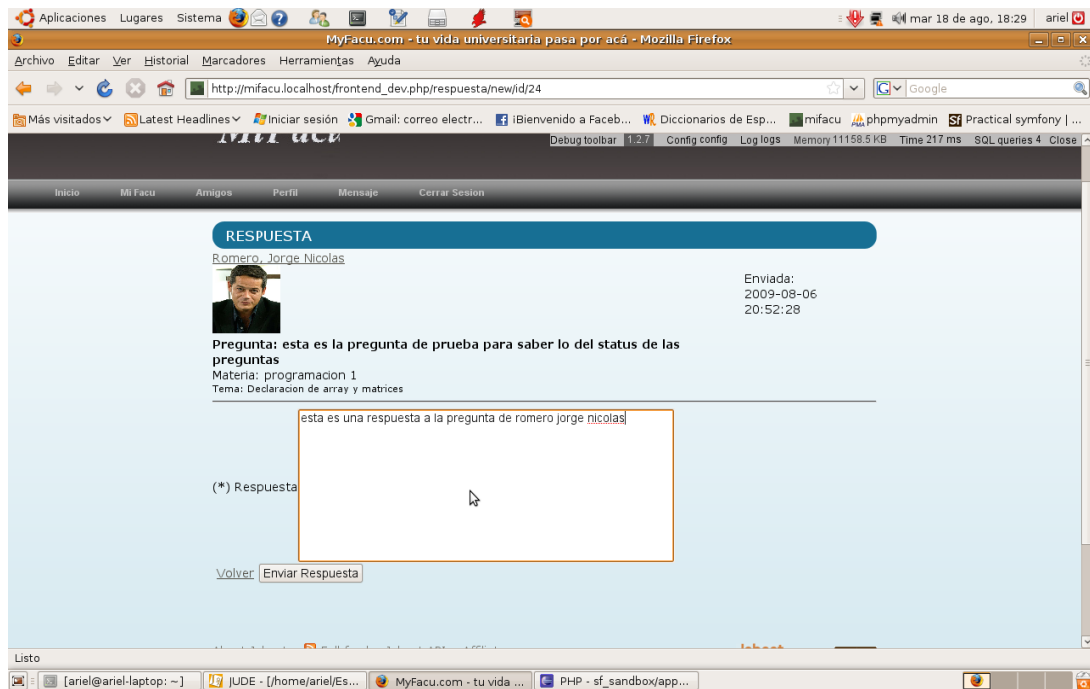 Aplicaciones Lugares Sistema mar 18 de ago, 18:29 ariel
MyFacu.com - tu vida universitaria pasa por acá - Mozilla Firefox
Archivo Editar Ver Historial Marcadores Herramientas Ayuda
http://mifacu.localhost/frontend_dev.php/respuesta/new/id/24 Google
Más visitados Latest Headlines Iniciar sesión Gmail: correo electr... ¡Bienvenido a Faceb... Diccionarios de Esp... mifacu phpmyadmin Practical symfony | ...
Mi Facu Debug toolbar 1.2.7 Config config Log logs Memory 11158.5 KB Time 217 ms SQL queries 4 Close
Inicio Mi Facu Amigos Perfil Mensaje Cerrar Sesion
RESPUESTA
Romero, Jorge Nicolas
Enviada:
2009-08-06
20:52:28
Pregunta: esta es la pregunta de prueba para saber lo del status de las
preguntas
Materia: programacion 1
Tema: Declaracion de array y matrices
esta es una respuesta a la pregunta de romero jorge nicolas
(*) Respuesta
Volver Enviar Respuesta
Listo
[ariel@ariel-laptop: ~] JUDE - [/home/ariel/Es... MyFacu.com - tu vida ... PHP - sf_sandbox/app...